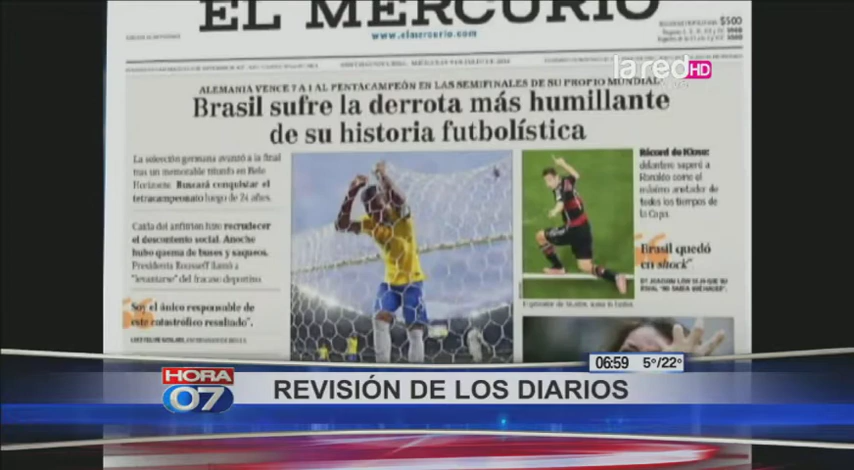 EL MERCURIO
www.elmercurio.com
$500
lared HD
ALEMANIA VENCE 7 A 1 AL PENTACAMPEÓN EN LAS SEMIFINALES DE SU PROPIO MUNDIAL
Brasil sufre la derrota más humillante
de su historia futbolística
La selección germana avanzó a la final
tras un memorable triunfo en Belo
Horizonte. Buscará conquistar el
tetracampeonato luego de 24 años.
Caída del anfitrión hizo recrudecer
el descontento social. Anoche
hubo quema de buses y saqueos.
Presidenta Rousseff llamó a
"levantarse" del fracaso deportivo
Soy el único responsable de
este catastrófico resultado".
Récord de Klose:
delantero superó a
Ronaldo como el
máximo anotador de
todos los tiempos de
la Copa.
Brasil quedó
en shock"
06:59 5°/22°
HORA
07
REVISIÓN DE LOS DIARIOS